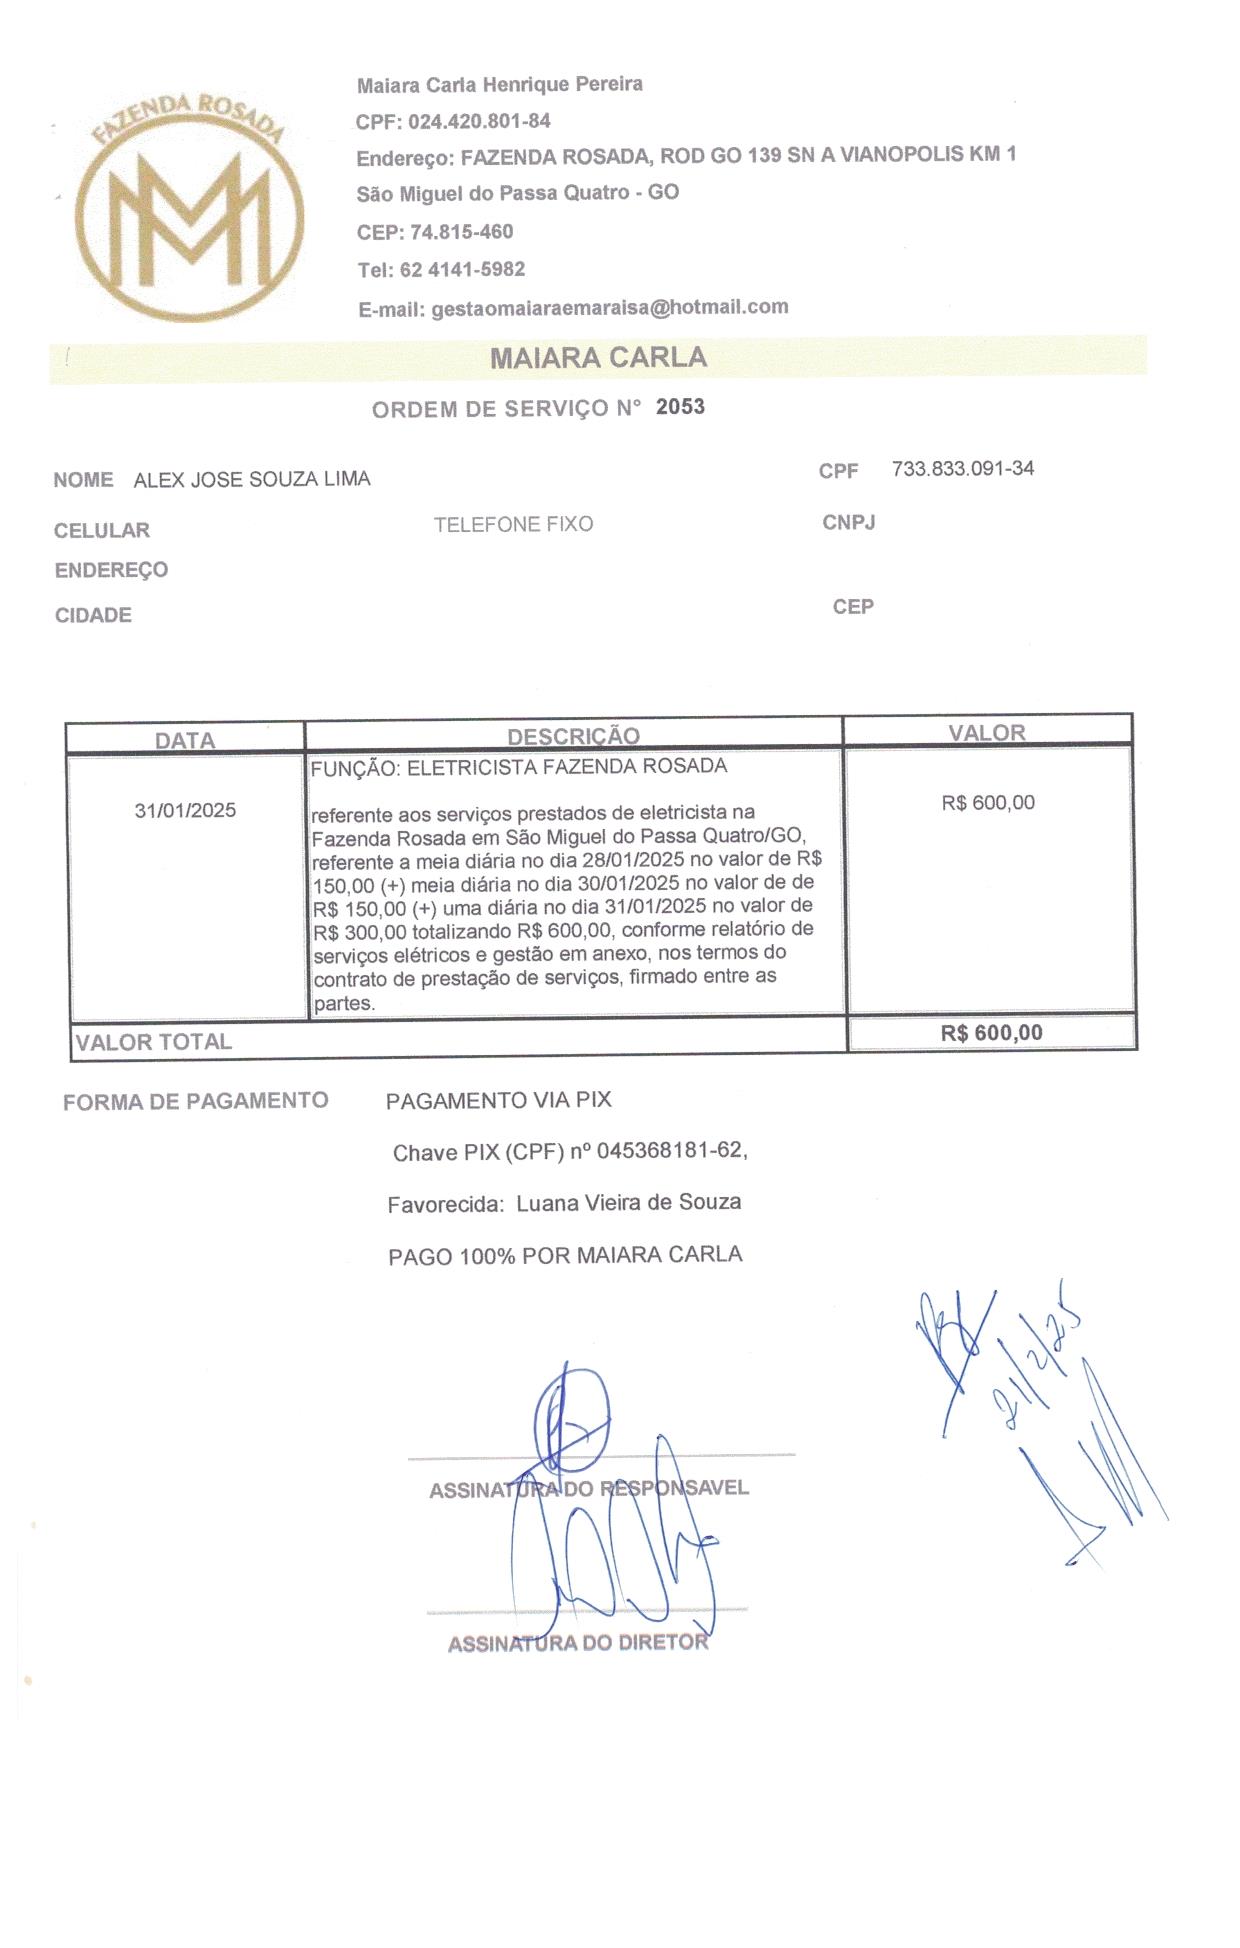 FAZENDA ROSADA
MM
Maiara Carla Henrique Pereira
CPF: 024.420.801-84
Endereço: FAZENDA ROSADA, ROD GO 139 SN A VIANOPOLIS KM 1
São Miguel do Passa Quatro - GO
CEP: 74.815-460
Tel: 62 4141-5982
E-mail: gestaomaiaraemaraisa@hotmail.com
MAIARA CARLA
ORDEM DE SERVIÇO N° 2053
NOME ALEX JOSE SOUZA LIMA CPF 733.833.091-34
CELULAR TELEFONE FIXO CNPJ
ENDEREÇO
CIDADE CEP
DATA DESCRIÇÃO VALOR
FUNÇÃO: ELETRICISTA FAZENDA ROSADA
31/01/2025 R$ 600,00
referente aos serviços prestados de eletricista na
Fazenda Rosada em São Miguel do Passa Quatro/GO,
referente a meia diária no dia 28/01/2025 no valor de R$
150,00 (+) meia diária no dia 30/01/2025 no valor de de
R$ 150,00 (+) uma diária no dia 31/01/2025 no valor de
R$ 300,00 totalizando R$ 600,00, conforme relatório de
serviços elétricos e gestão em anexo, nos termos do
contrato de prestação de serviços, firmado entre as
partes.
VALOR TOTAL R$ 600,00
FORMA DE PAGAMENTO PAGAMENTO VIA PIX
Chave PIX (CPF) nº 045368181-62,
Favorecida: Luana Vieira de Souza
PAGO 100% POR MAIARA CARLA
21/2/25
ASSINATURA DO RESPONSAVEL
ASSINATURA DO DIRETOR